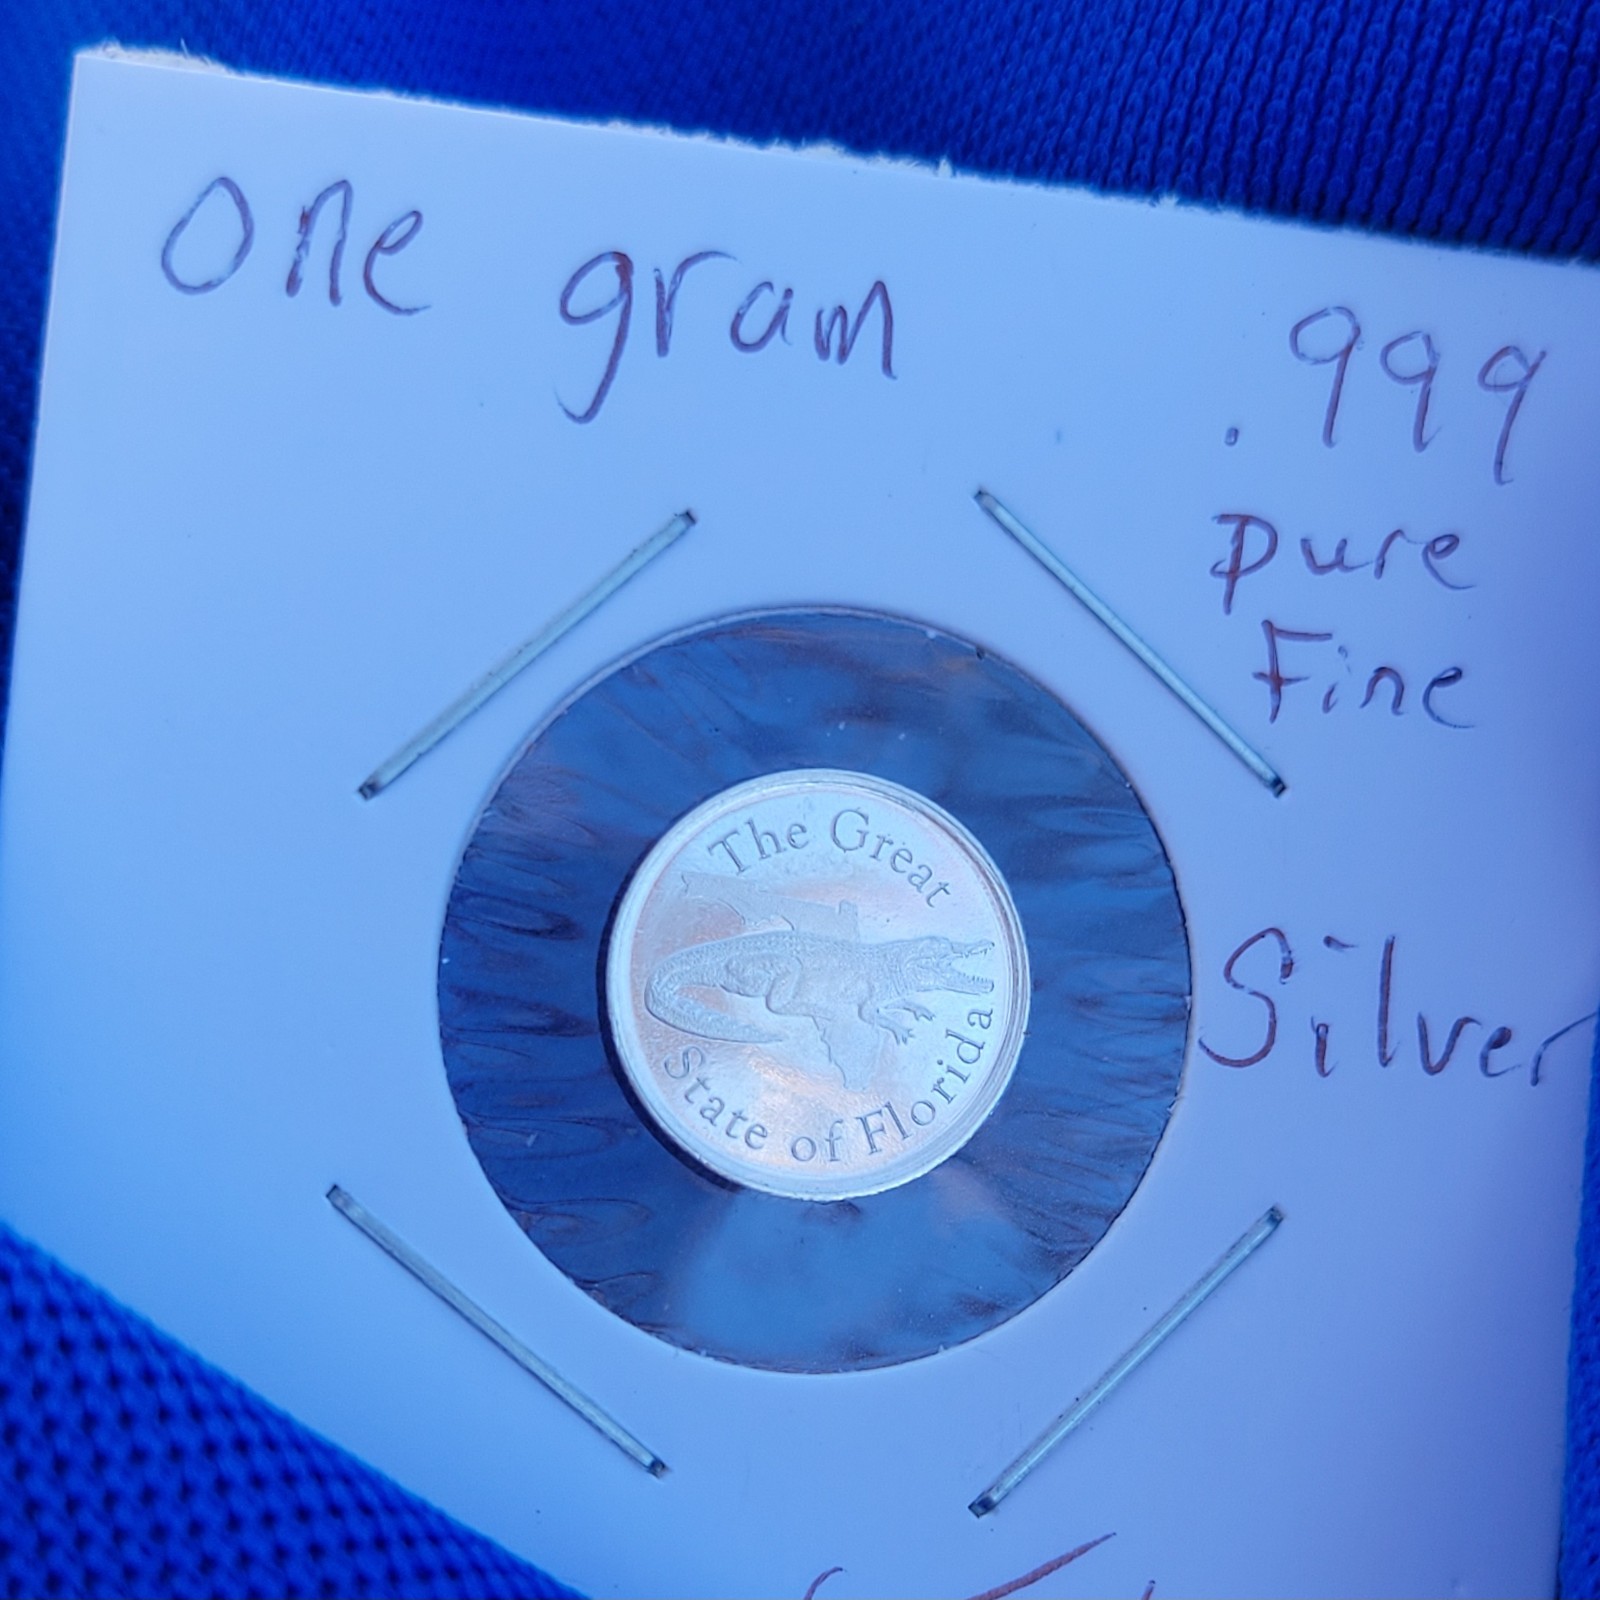 one gram
.999
pure
Fine
Silver
The Great
State of Florida